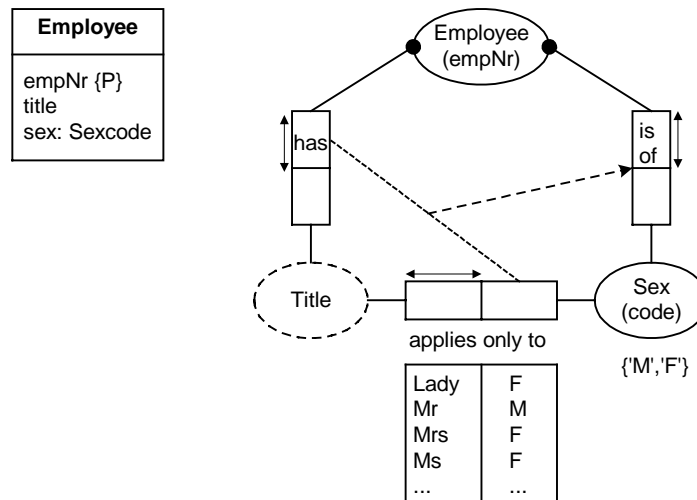 Employee
empNr {P}
title
sex: Sexcode
Employee
(empNr)
has
is
of
Title
Sex
(code)
applies only to
{'M','F'}
Lady F
Mr M
Mrs F
Ms F
... ...